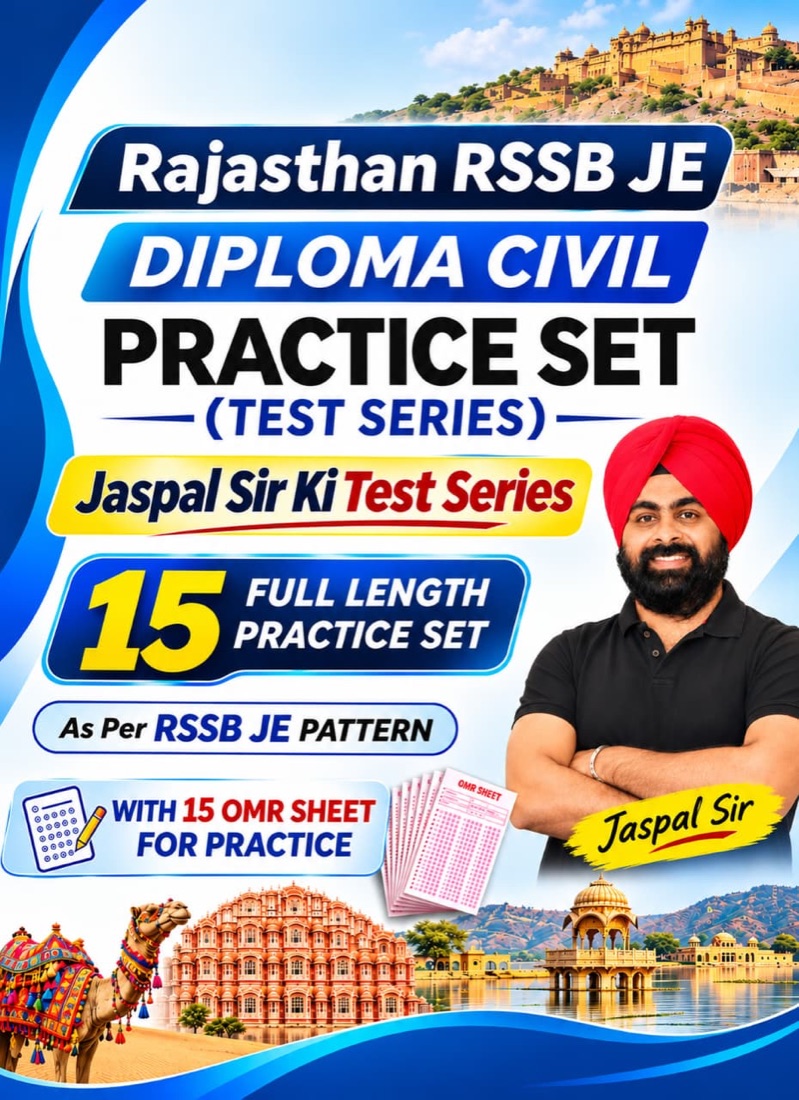 Rajasthan RSSB JE
DIPLOMA CIVIL
PRACTICE SET
(TEST SERIES)
Jaspal Sir Ki Test Series
15 FULL LENGTH
PRACTICE SET
As Per RSSB JE PATTERN
WITH 15 OMR SHEET
FOR PRACTICE
OMR SHEET
Jaspal Sir